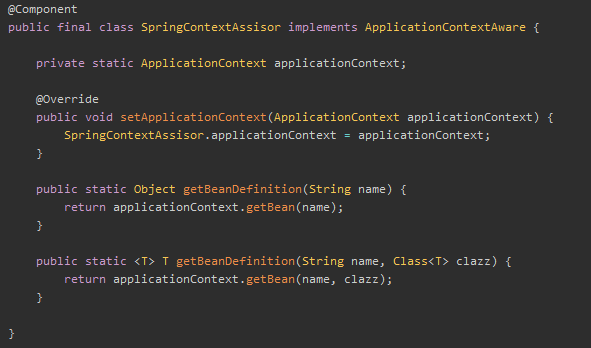 @Component
public final class SpringContextAssisor implements ApplicationContextAware {
private static ApplicationContext applicationContext;
@Override
public void setApplicationContext(ApplicationContext applicationContext) {
SpringContextAssisor.applicationContext = applicationContext;
}
public static Object getBeanDefinition(String name) {
return applicationContext.getBean(name);
}
public static <T> T getBeanDefinition(String name, Class<T> clazz) {
return applicationContext.getBean(name, clazz);
}
}